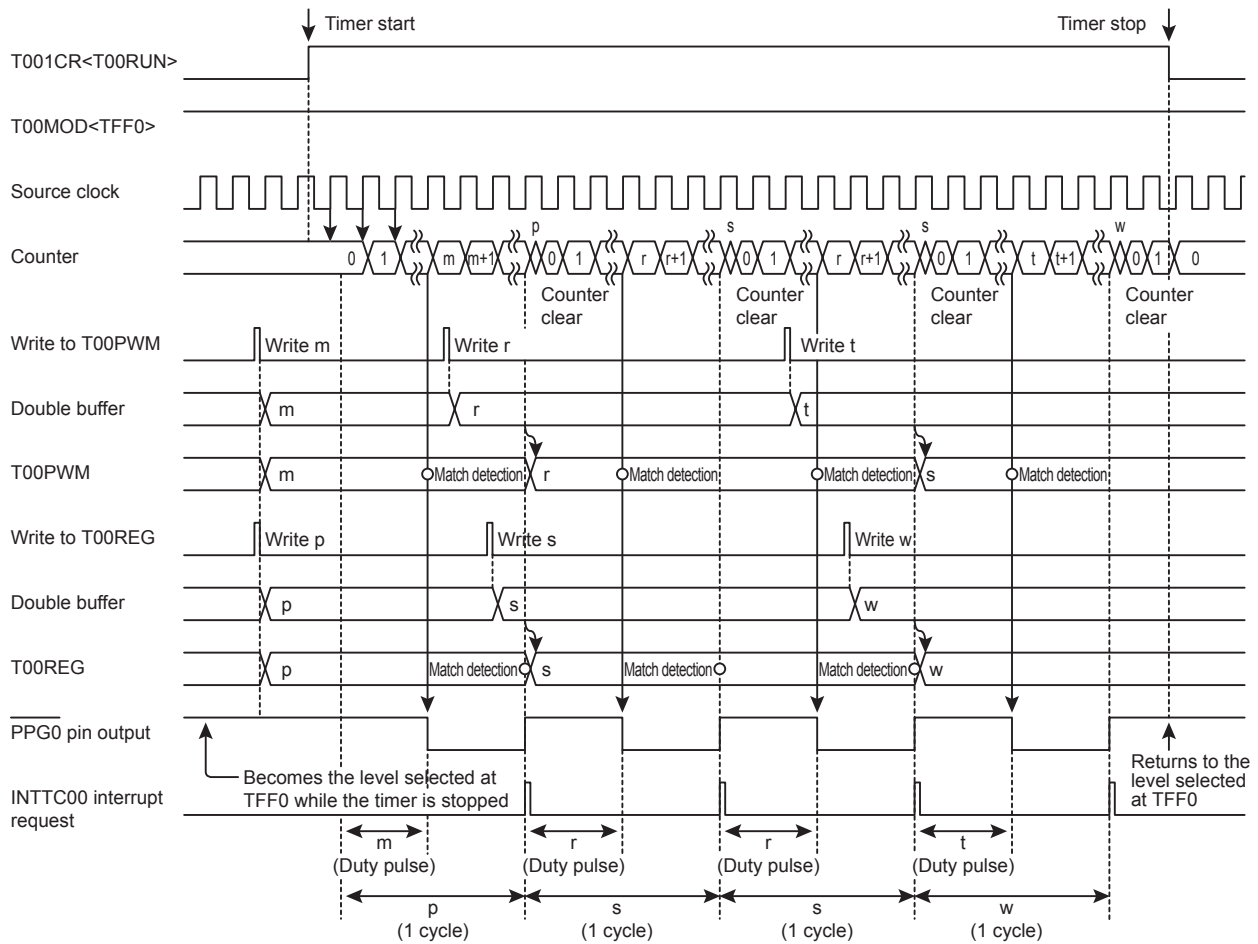 Timer start
Timer stop
T001CR<T00RUN>
T00MOD<TFF0>
Source clock
p s s w
Counter 0 1 m m+1 0 1 r r+1 0 1 r r+1 0 1 t t+1 0 1 0
Counter clear
Counter clear
Counter clear
Counter clear
Write to T00PWM Write m Write r Write t
Double buffer m r t
T00PWM m Match detection r Match detection Match detection s Match detection
Write to T00REG Write p Write s Write w
Double buffer p s w
T00REG p Match detection s Match detection Match detection w
PPG0 pin output
Becomes the level selected at
TFF0 while the timer is stopped
Returns to the
level selected
at TFF0
INTTC00 interrupt
request
m r r t
(Duty pulse) (Duty pulse) (Duty pulse) (Duty pulse)
p s s w
(1 cycle) (1 cycle) (1 cycle) (1 cycle)